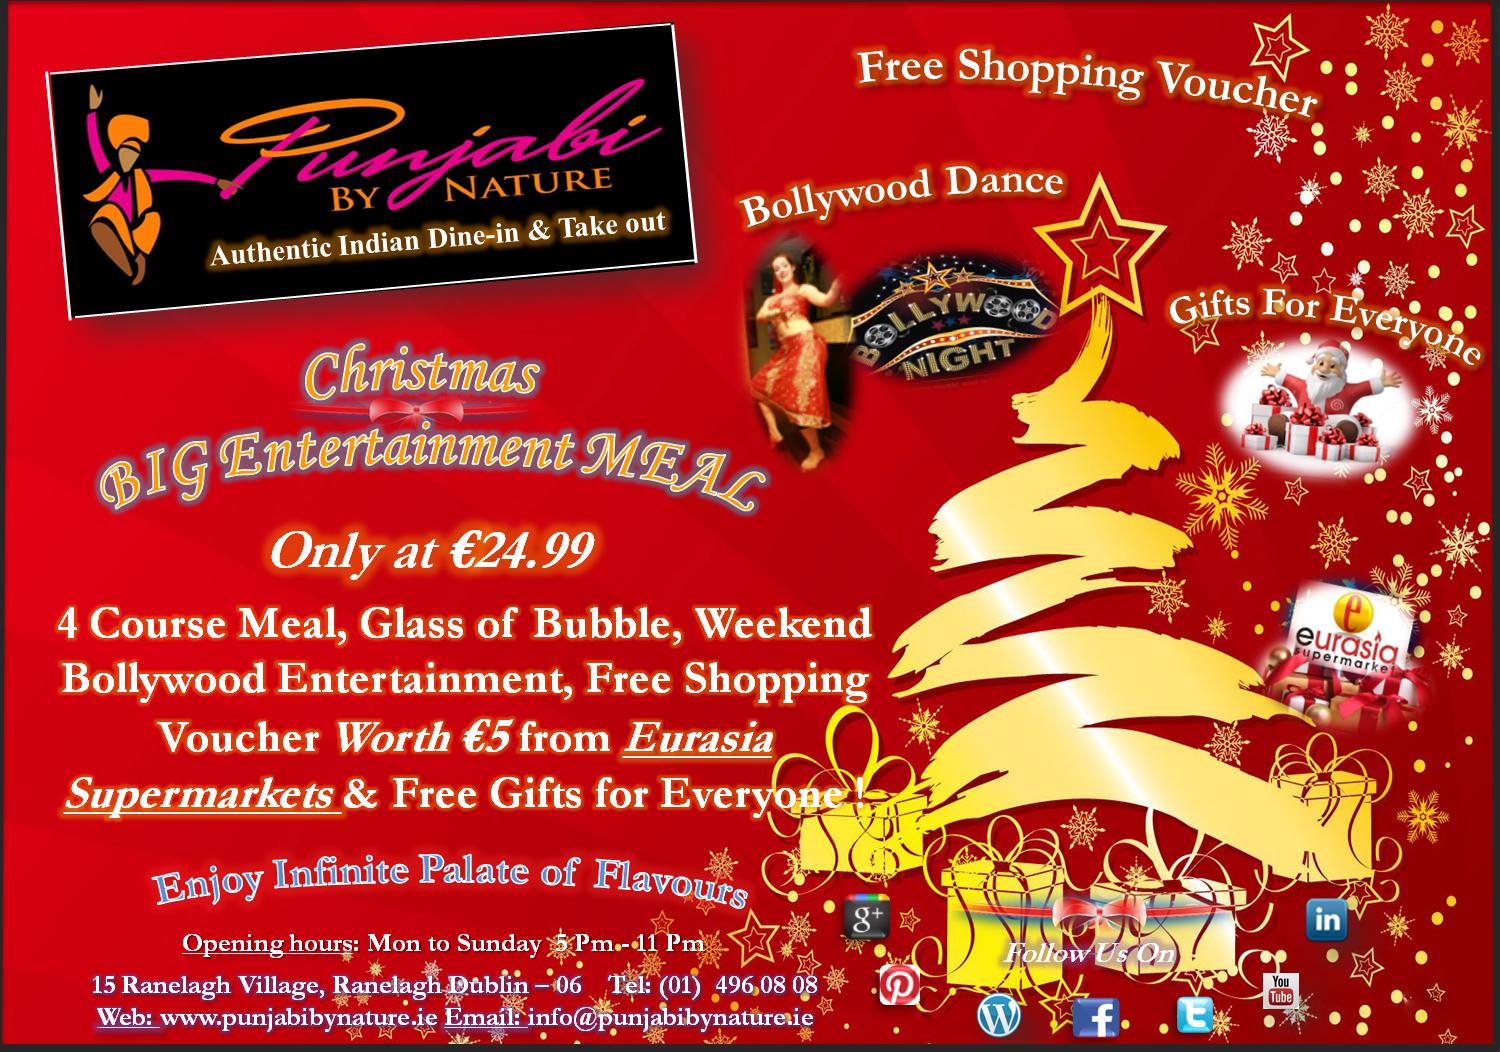 Punjabi
BY NATURE
Authentic Indian Dine-in & Take out
Free Shopping Voucher
Bollywood Dance
BOLLYWOOD
NIGHT
Gifts For Everyone
Christmas
BIG Entertainment MEAL
Only at €24.99
4 Course Meal, Glass of Bubble, Weekend
Bollywood Entertainment, Free Shopping
Voucher Worth €5 from Eurasia
Supermarkets & Free Gifts for Everyone !
e
eurasia
supermarket
Enjoy Infinite Palate of Flavours
Opening hours: Mon to Sunday 5 Pm - 11 Pm
15 Ranelagh Village, Ranelagh Dublin – 06 Tel: (01) 496 08 08
Web: www.punjabibynature.ie Email: info@punjabibynature.ie
g+
in
Follow Us On
You
Tube